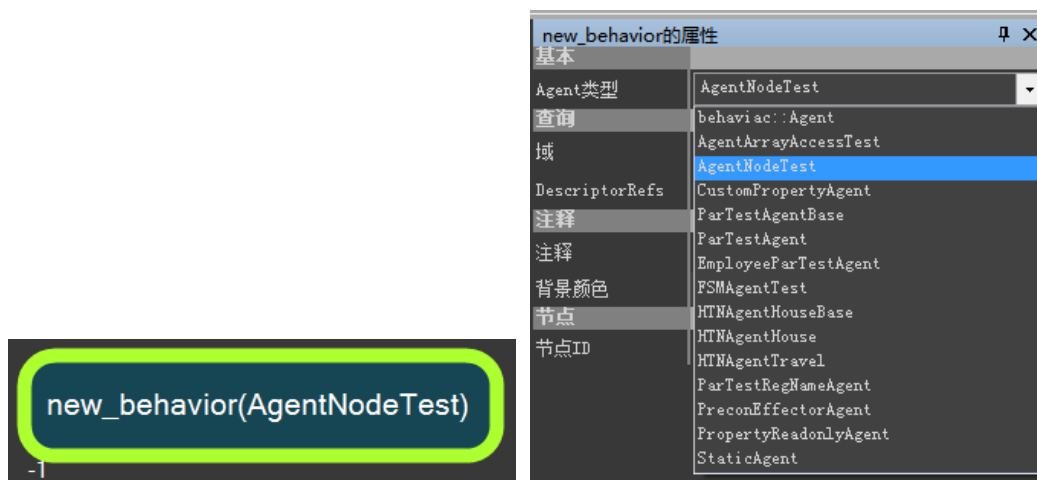 new_behavior(AgentNodeTest)
-1
new_behavior的属性
基本
Agent类型
AgentNodeTest
查询
域
DescriptorRefs
注释
注释
背景颜色
节点
节点ID
behaviac::Agent
AgentArrayAccessTest
AgentNodeTest
CustomPropertyAgent
ParTestAgentBase
ParTestAgent
EmployeeParTestAgent
FSMAgentTest
HTNAgentHouseBase
HTNAgentHouse
HTNAgentTravel
ParTestRegNameAgent
PreconEffectorAgent
PropertyReadonlyAgent
StaticAgent